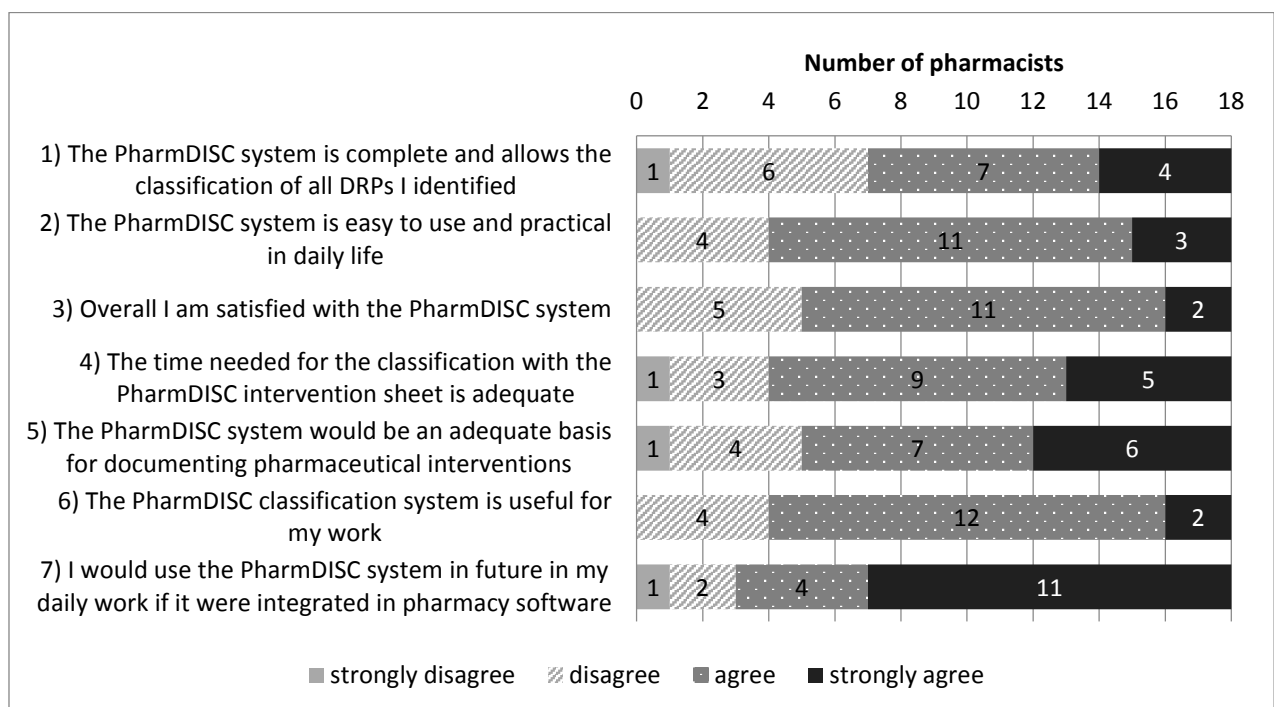 Number of pharmacists
0 2 4 6 8 10 12 14 16 18
1) The PharmDISC system is complete and allows the
classification of all DRPs I identified
1 6 7 4
2) The PharmDISC system is easy to use and practical
in daily life
4 11 3
3) Overall I am satisfied with the PharmDISC system
5 11 2
4) The time needed for the classification with the
PharmDISC intervention sheet is adequate
1 3 9 5
5) The PharmDISC system would be an adequate basis
for documenting pharmaceutical interventions
1 4 7 6
6) The PharmDISC classification system is useful for
my work
4 12 2
7) I would use the PharmDISC system in future in my
daily work if it were integrated in pharmacy software
1 2 4 11
strongly disagree disagree agree strongly agree